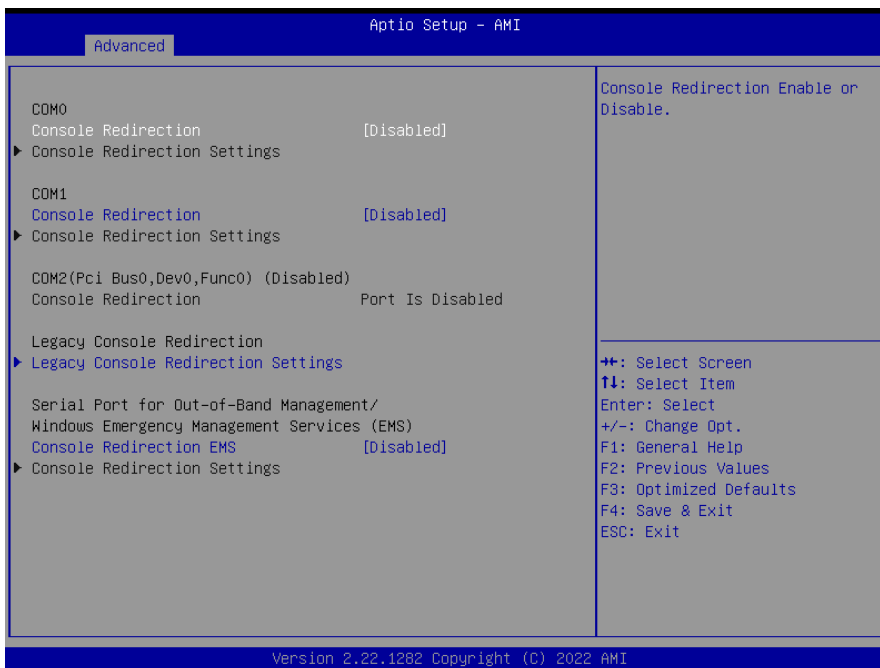 Aptio Setup – AMI
Advanced
COM0
Console Redirection [Disabled]
▶ Console Redirection Settings
COM1
Console Redirection [Disabled]
▶ Console Redirection Settings
COM2(Pci Bus0,Dev0,Func0) (Disabled)
Console Redirection Port Is Disabled
Legacy Console Redirection
▶ Legacy Console Redirection Settings
Serial Port for Out-of-Band Management/
Windows Emergency Management Services (EMS)
Console Redirection EMS [Disabled]
▶ Console Redirection Settings
Console Redirection Enable or
Disable.
→←: Select Screen
↑↓: Select Item
Enter: Select
+/-: Change Opt.
F1: General Help
F2: Previous Values
F3: Optimized Defaults
F4: Save & Exit
ESC: Exit
Version 2.22.1282 Copyright (C) 2022 AMI